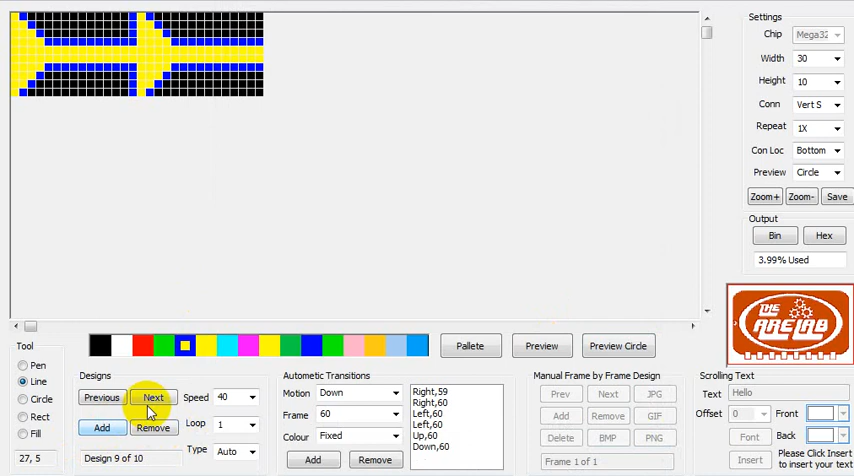 Settings
Chip Mega32
Width 30
Height 10
Conn Vert S
Repeat 1X
Con Loc Bottom
Preview Circle
Zoom+ Zoom- Save
Output
Bin Hex
3.99% Used
THE
ARE LAB
Tool
Pen
Line
Circle
Rect
Fill
27, 5
Pallete Preview Preview Circle
Designs
Previous Next Speed 40
Add Remove Loop 1
Design 9 of 10 Type Auto
Autometic Transitions
Motion Down
Frame 60
Colour Fixed
Add Remove
Right,59
Right,60
Left,60
Left,60
Up,60
Down,60
Manual Frame by Frame Design
Prev Next JPG
Add Remove GIF
Delete BMP PNG
Frame 1 of 1
Scrolling Text
Text Hello
Offset 0 Front
Font Back
Insert Please Click Insert
to insert your text